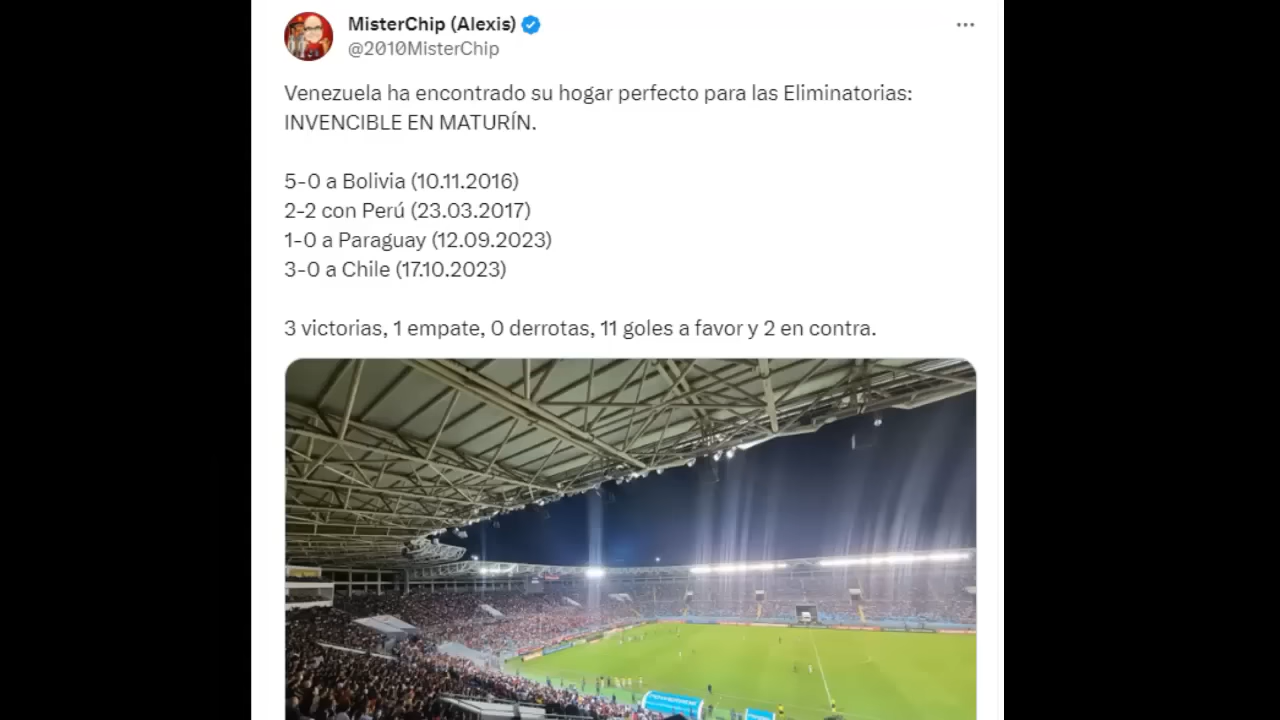 MisterChip (Alexis)
@2010MisterChip
Venezuela ha encontrado su hogar perfecto para las Eliminatorias:
INVENCIBLE EN MATURÍN.
5-0 a Bolivia (10.11.2016)
2-2 con Perú (23.03.2017)
1-0 a Paraguay (12.09.2023)
3-0 a Chile (17.10.2023)
3 victorias, 1 empate, 0 derrotas, 11 goles a favor y 2 en contra.